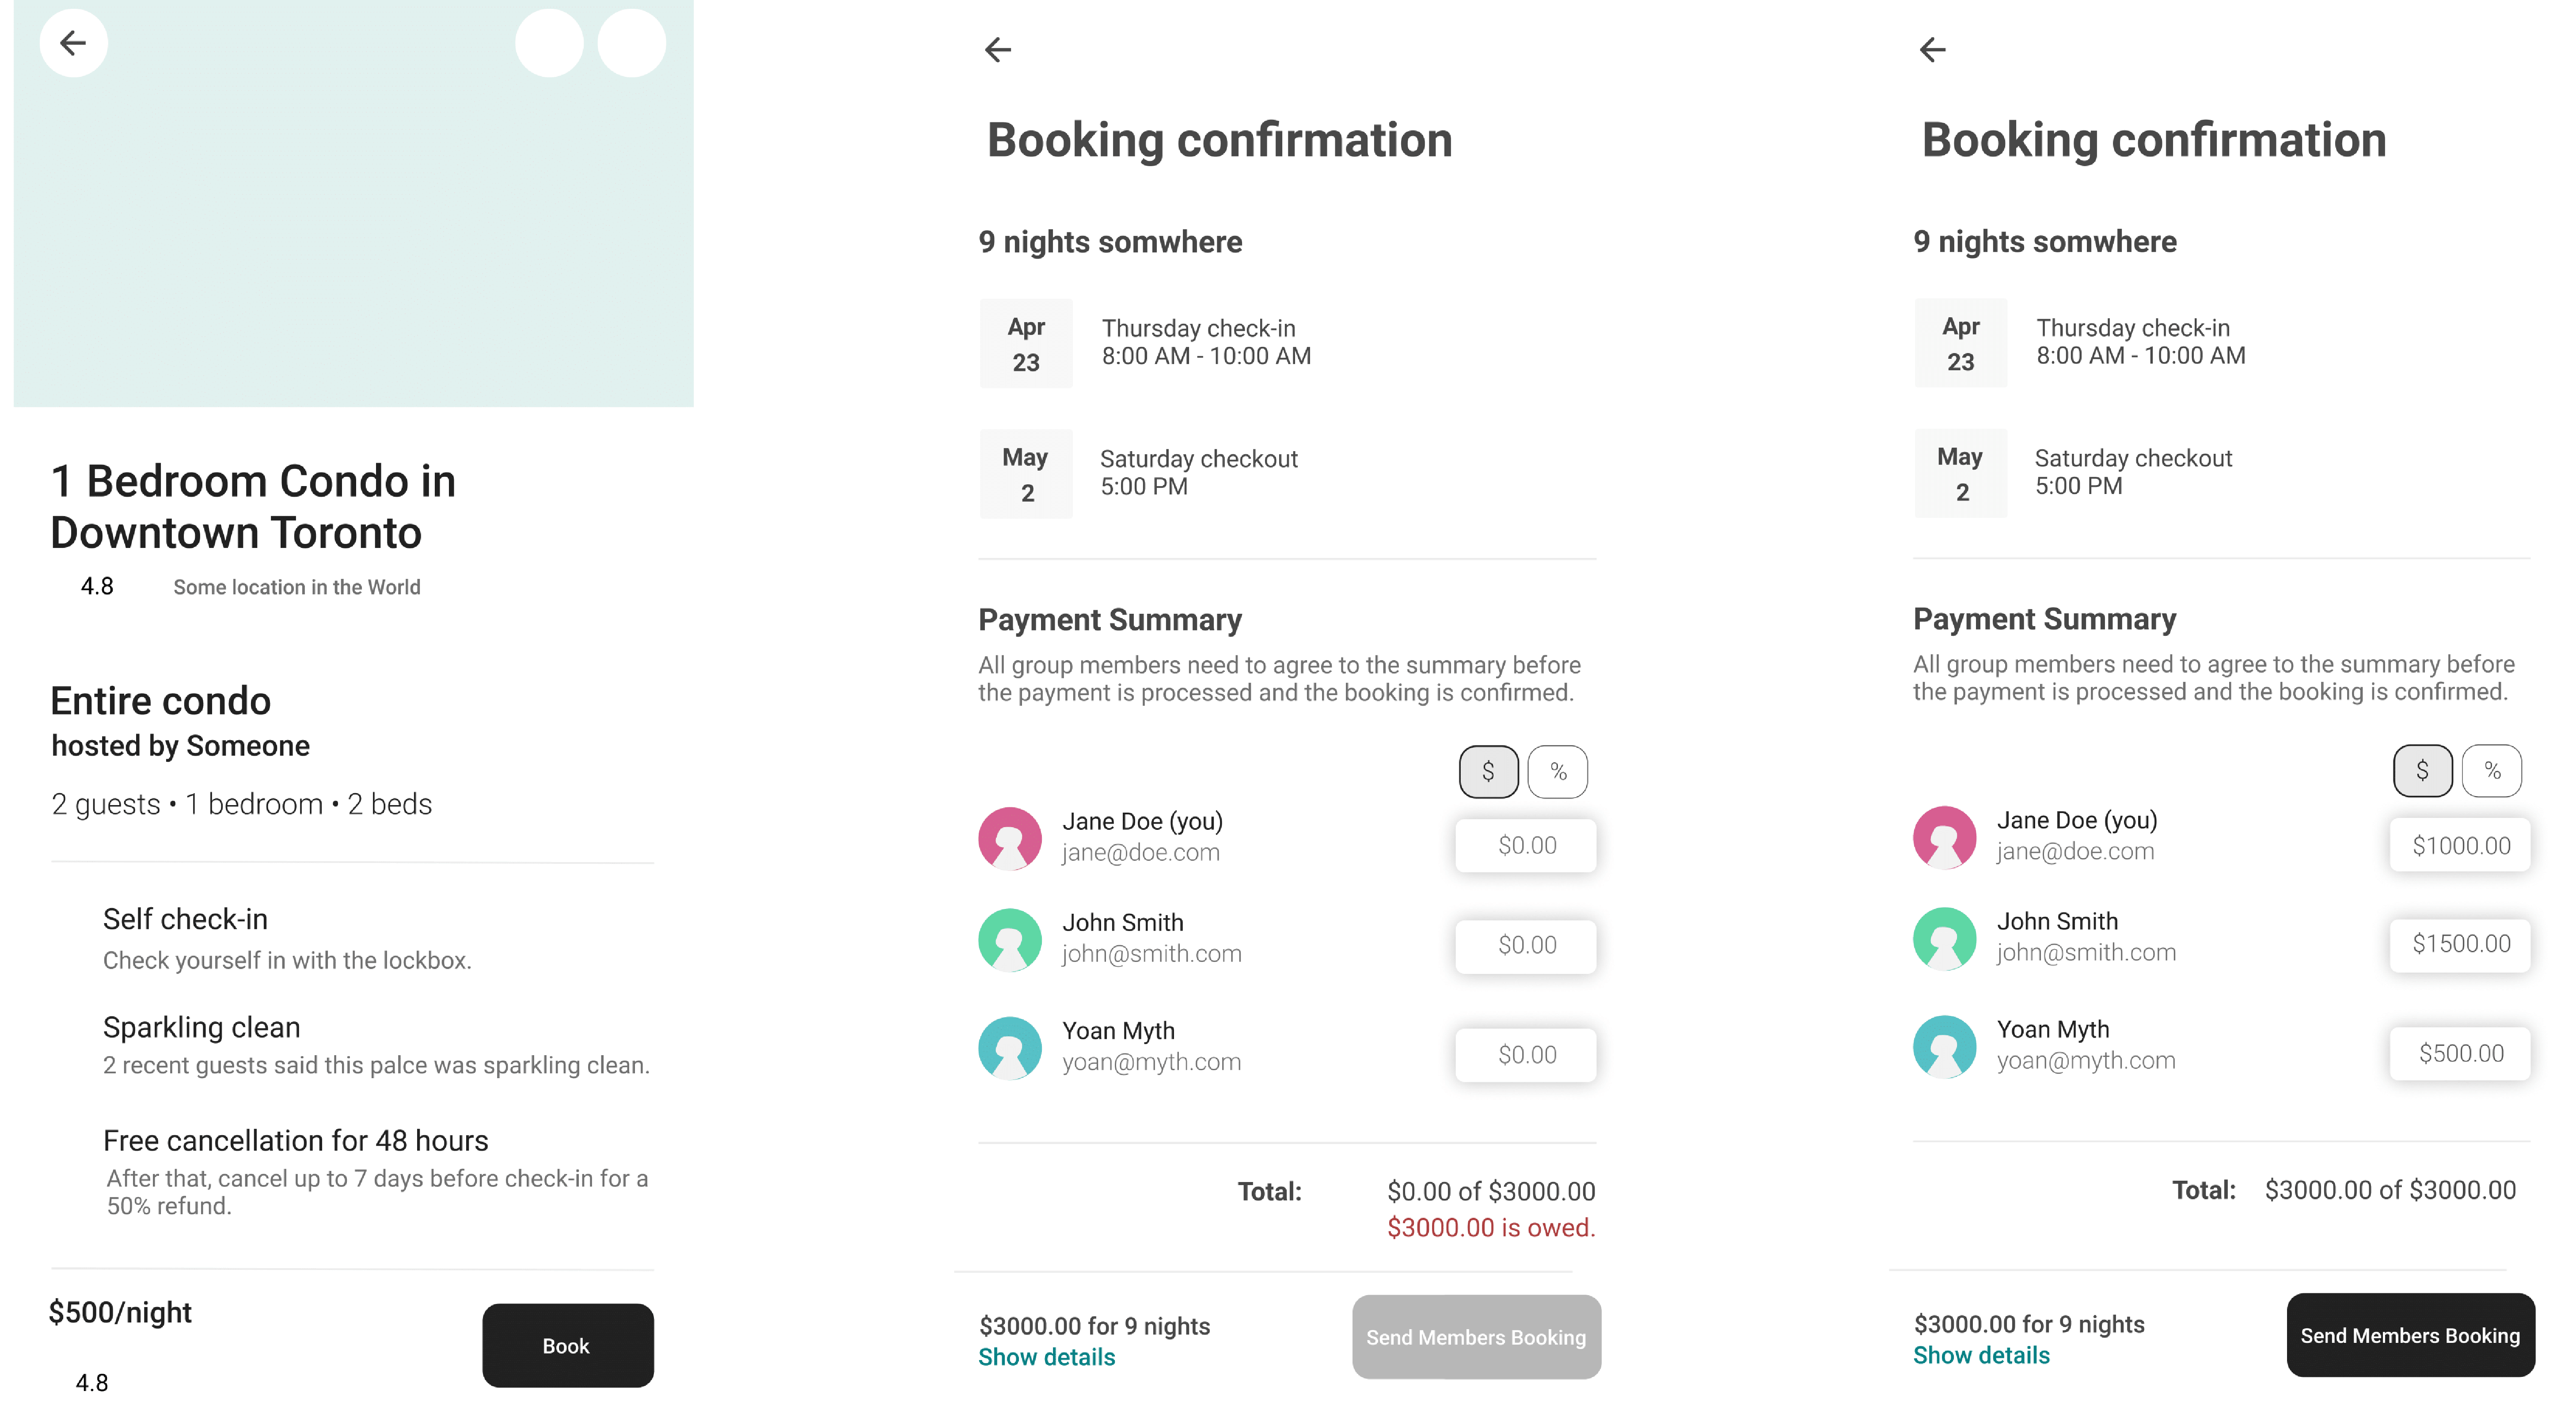 1 Bedroom Condo in
Downtown Toronto
4.8 Some location in the World
Entire condo
hosted by Someone
2 guests • 1 bedroom • 2 beds
Self check-in
Check yourself in with the lockbox.
Sparkling clean
2 recent guests said this palce was sparkling clean.
Free cancellation for 48 hours
After that, cancel up to 7 days before check-in for a
50% refund.
$500/night
4.8
Book
Booking confirmation
9 nights somwhere
Apr
23
Thursday check-in
8:00 AM - 10:00 AM
May
2
Saturday checkout
5:00 PM
Payment Summary
All group members need to agree to the summary before
the payment is processed and the booking is confirmed.
$ %
Jane Doe (you)
jane@doe.com
$0.00
John Smith
john@smith.com
$0.00
Yoan Myth
yoan@myth.com
$0.00
Total: $0.00 of $3000.00
$3000.00 is owed.
$3000.00 for 9 nights
Show details
Send Members Booking
Booking confirmation
9 nights somwhere
Apr
23
Thursday check-in
8:00 AM - 10:00 AM
May
2
Saturday checkout
5:00 PM
Payment Summary
All group members need to agree to the summary before
the payment is processed and the booking is confirmed.
$ %
Jane Doe (you)
jane@doe.com
$1000.00
John Smith
john@smith.com
$1500.00
Yoan Myth
yoan@myth.com
$500.00
Total: $3000.00 of $3000.00
$3000.00 for 9 nights
Show details
Send Members Booking